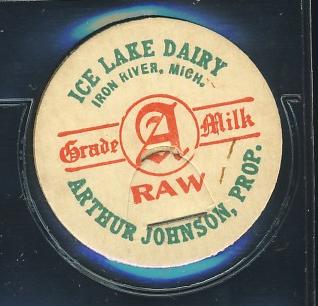 ICE LAKE DAIRY
IRON RIVER, MICH.
Grade A Milk
RAW
ARTHUR JOHNSON, PROP.